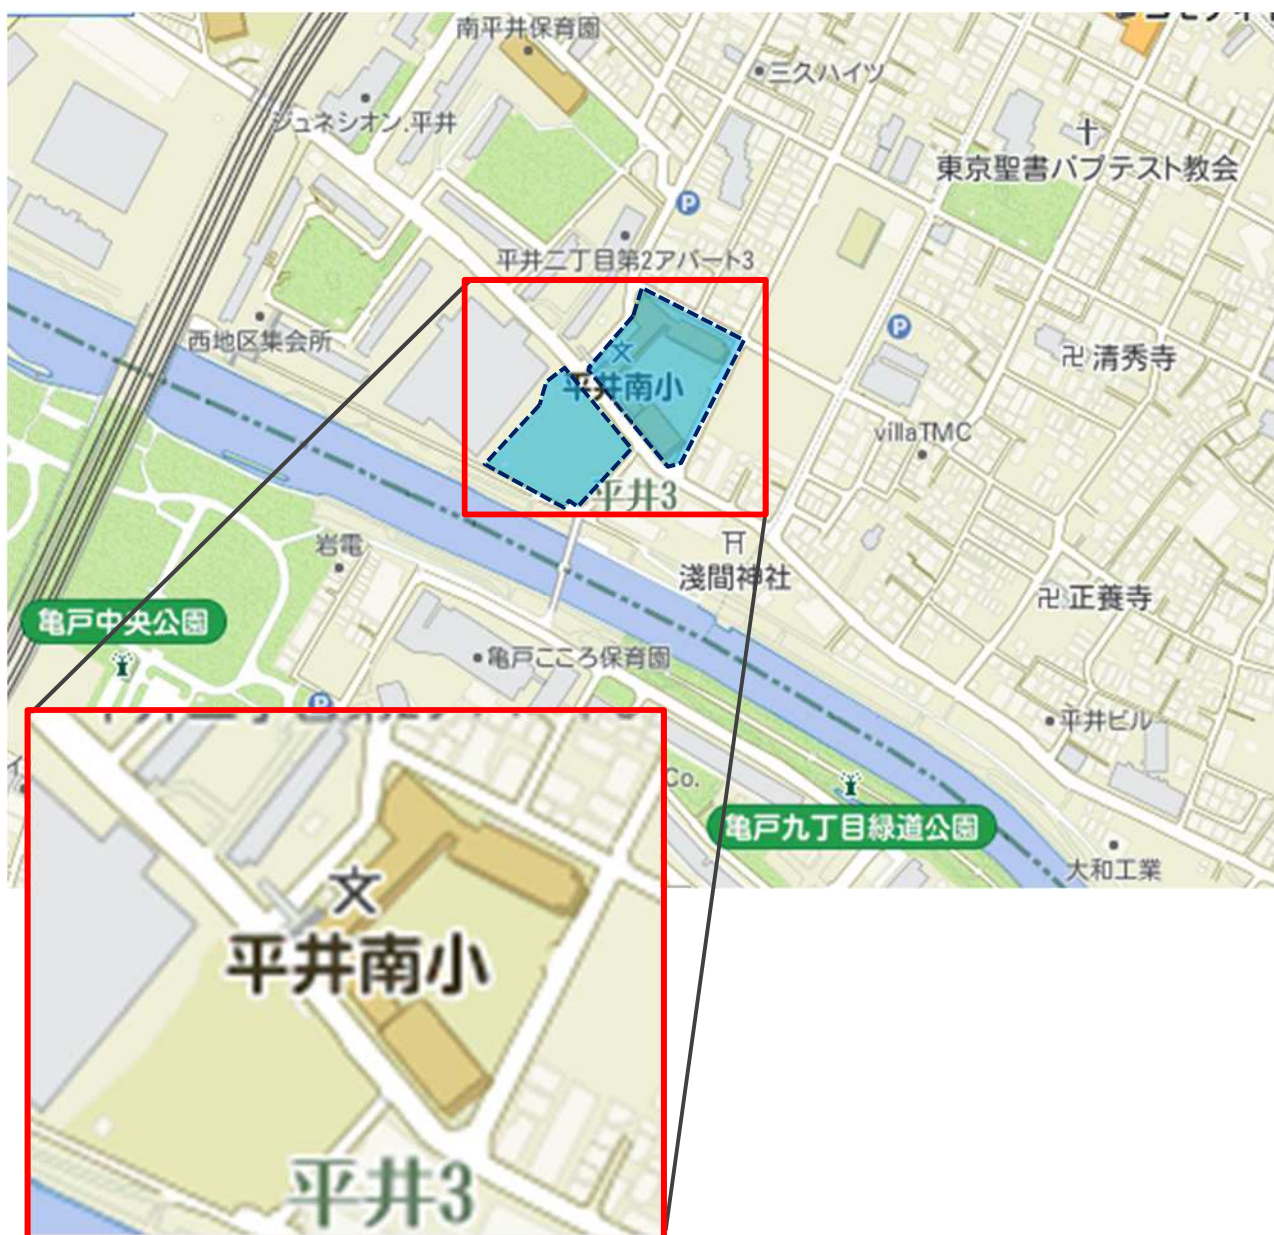 南平井保育園
三久ハイツ
ジュネシオン.平井
東京聖書バプテスト教会
P
平井二丁目第2アパート3
P
西地区集会所
文
卍清秀寺
平井南小
villaTMC
平井3
岩電
淺間神社
卍正養寺
亀戸中央公園
亀戸こころ保育園
P
平井ビル
Co.
亀戸九丁目緑道公園
大和工業
文
平井南小
平井3